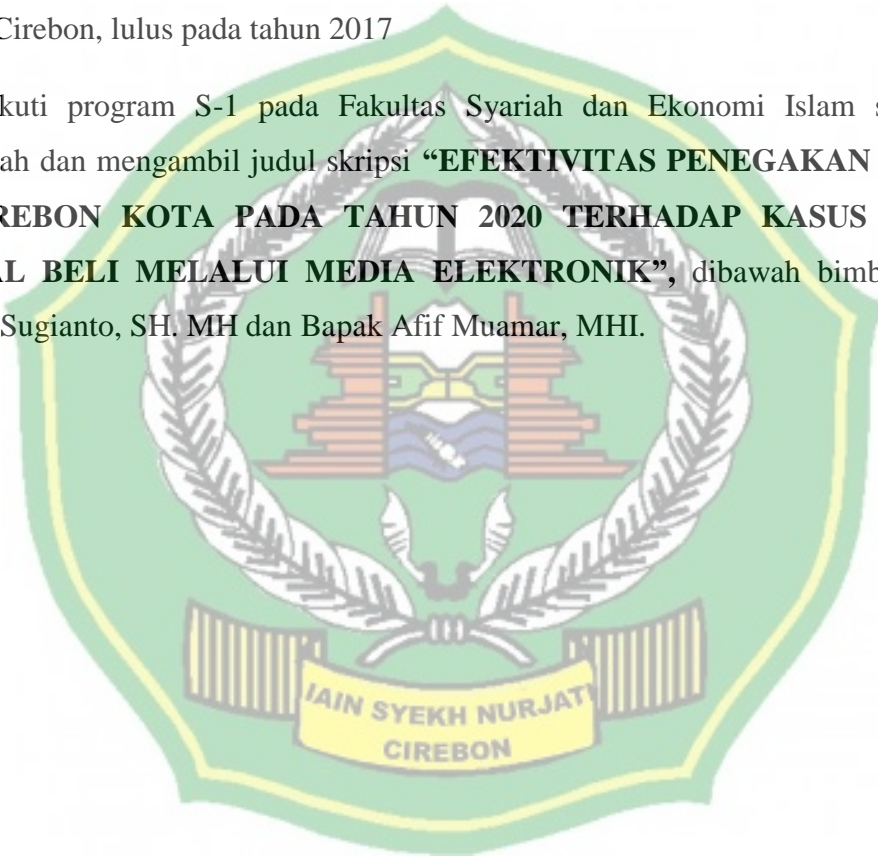 Cirebon, lulus pada tahun 2017
kuti program S-1 pada Fakultas Syariah dan Ekonomi Islam s
ah dan mengambil judul skripsi “EFEKTIVITAS PENEGAKAN
REBON KOTA PADA TAHUN 2020 TERHADAP KASUS
AL BELI MELALUI MEDIA ELEKTRONIK”, dibawah bimb
Sugianto, SH. MH dan Bapak Afif Muamar, MHI.
IAIN SYEKH NURJATI
CIREBON